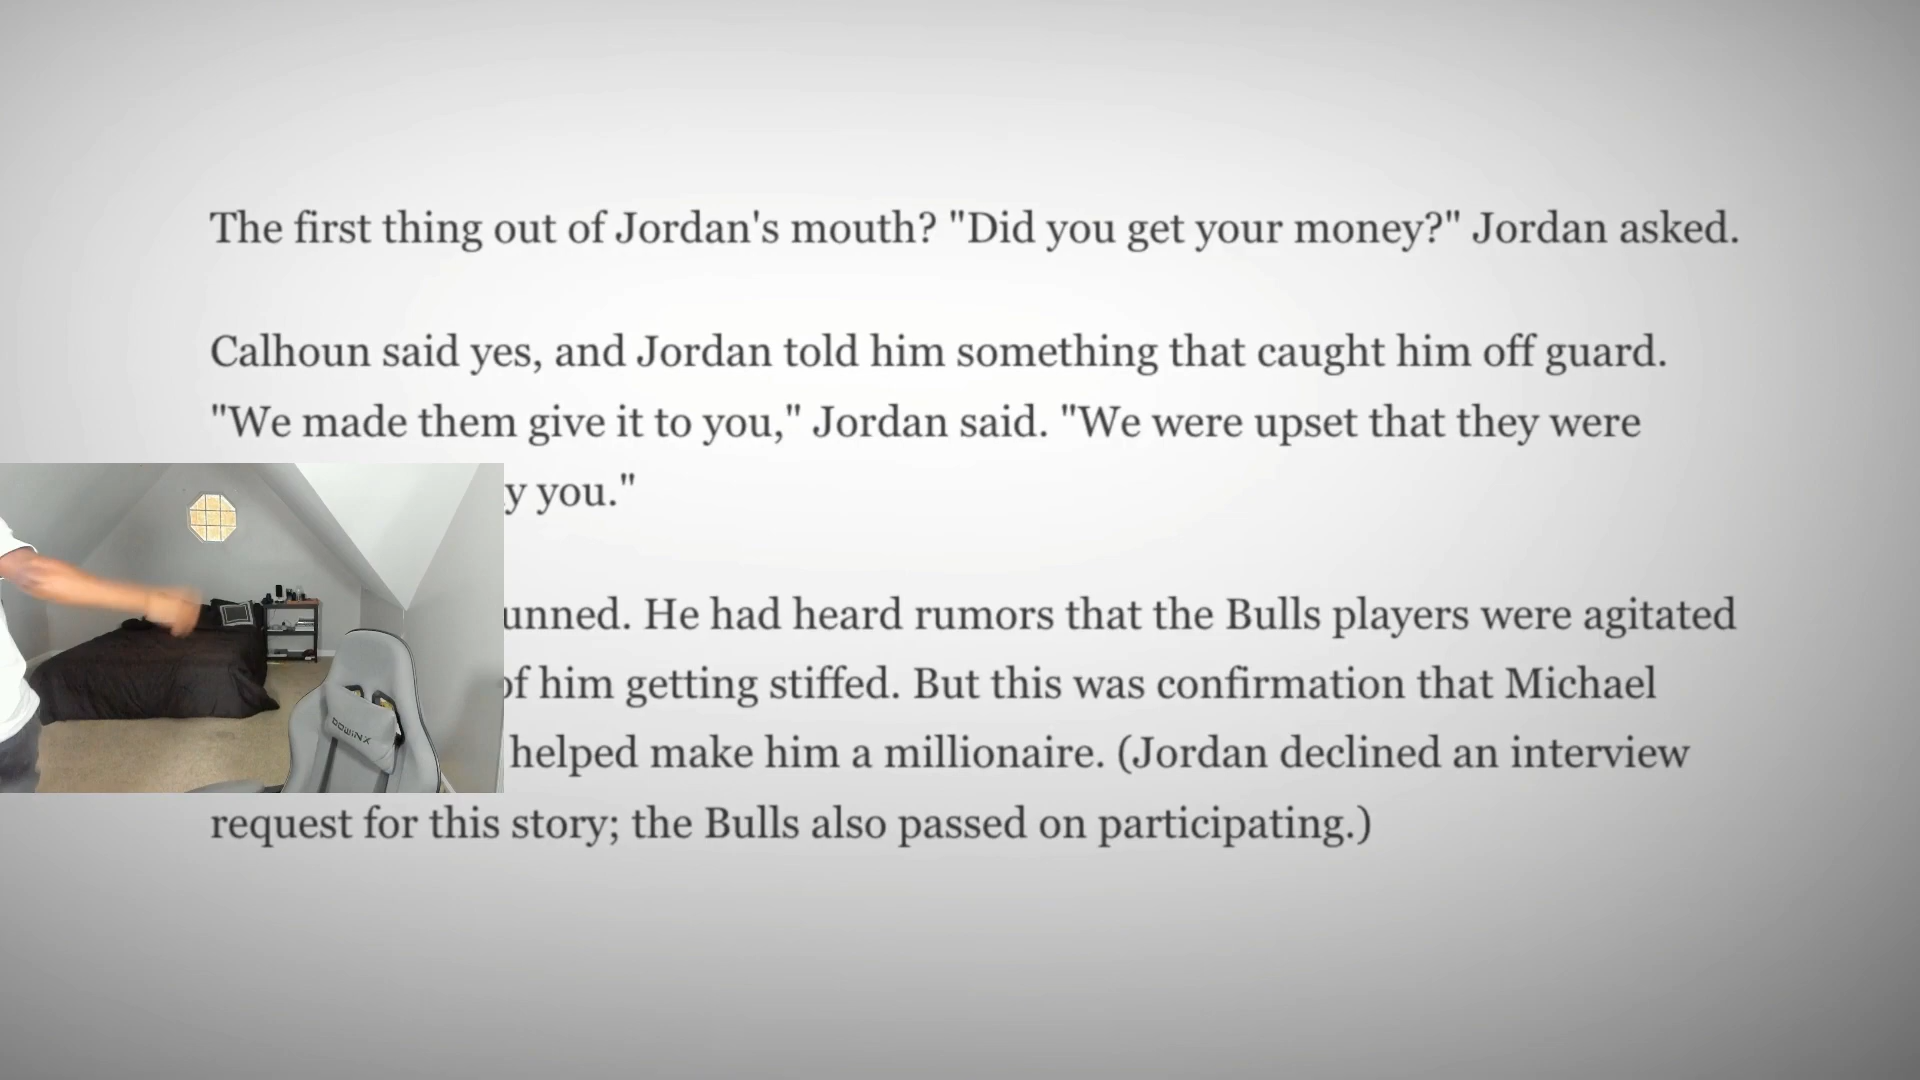 The first thing out of Jordan's mouth? "Did you get your money?" Jordan asked.
Calhoun said yes, and Jordan told him something that caught him off guard.
"We made them give it to you," Jordan said. "We were upset that they were
you."
He had heard rumors that the Bulls players were agitated
of him getting stiffed. But this was confirmation that Michael
helped make him a millionaire. (Jordan declined an interview
request for this story; the Bulls also passed on participating.)
DOWINX